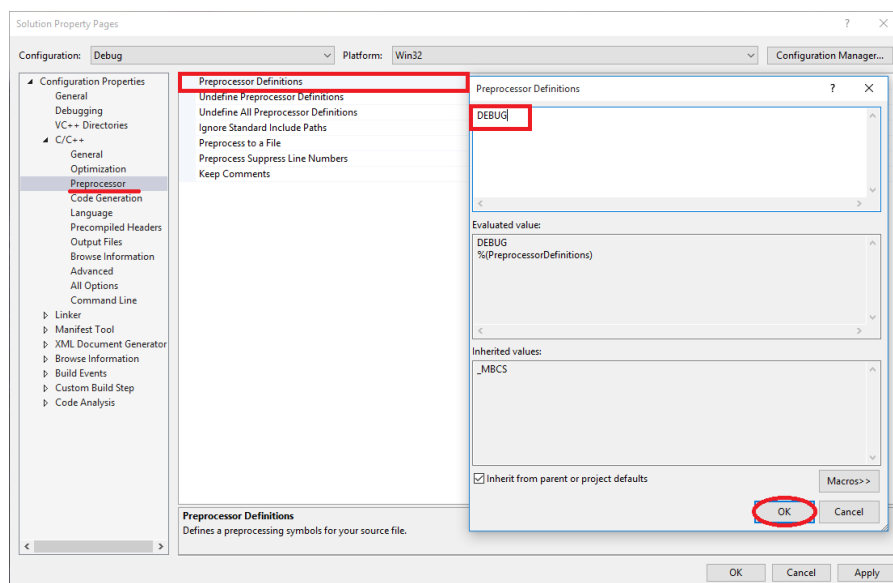 Solution Property Pages
Configuration: Debug Platform: Win32 Configuration Manager...
Configuration Properties
General
Debugging
VC++ Directories
C/C++
General
Optimization
Preprocessor
Code Generation
Language
Precompiled Headers
Output Files
Browse Information
Advanced
All Options
Command Line
Linker
Manifest Tool
XML Document Generator
Browse Information
Build Events
Custom Build Step
Code Analysis
Preprocessor Definitions
Undefine Preprocessor Definitions
Undefine All Preprocessor Definitions
Ignore Standard Include Paths
Preprocess to a File
Preprocess Suppress Line Numbers
Keep Comments
Preprocessor Definitions
Defines a preprocessing symbols for your source file.
Preprocessor Definitions
DEBUG
Evaluated value:
DEBUG
%(PreprocessorDefinitions)
Inherited values:
_MBCS
Inherit from parent or project defaults
Macros>>
OK Cancel
OK Cancel Apply